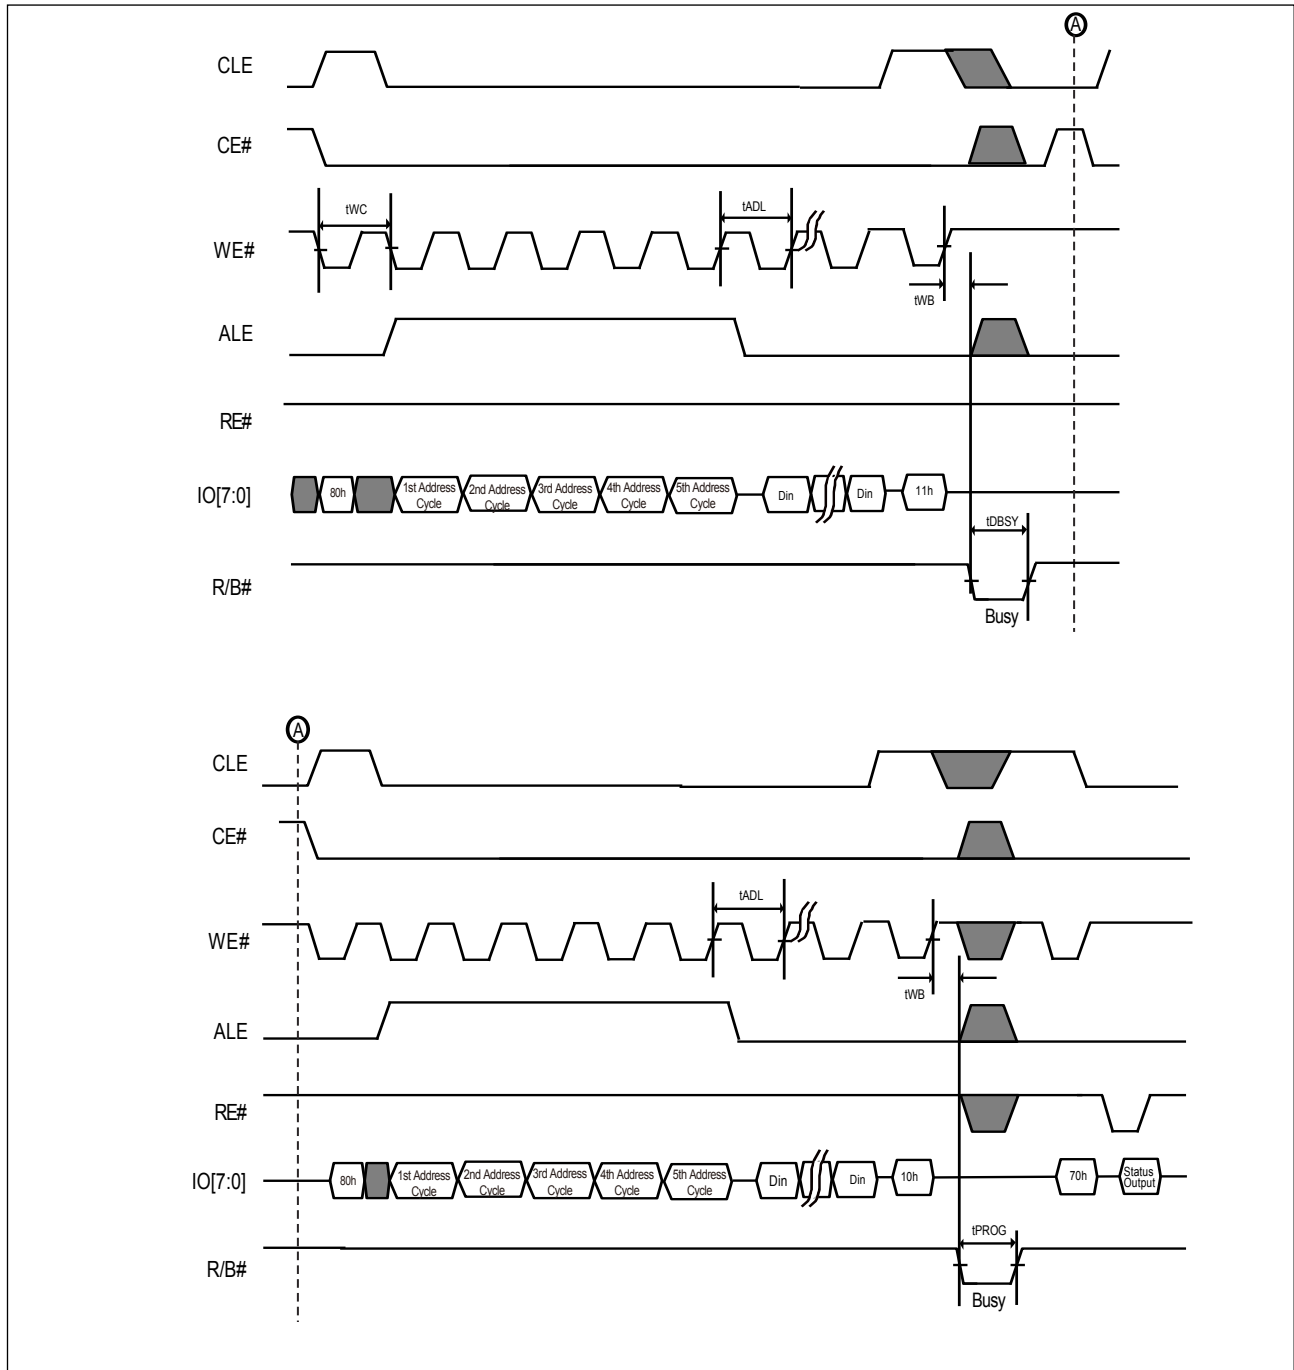 A
CLE
CE#
tWC
tADL
WE#
tWB
ALE
RE#
IO[7:0]
80h
1st Address
Cycle
2nd Address
Cycle
3rd Address
Cycle
4th Address
Cycle
5th Address
Cycle
Din
Din
11h
tDBSY
R/B#
Busy
A
CLE
CE#
tADL
WE#
tWB
ALE
RE#
IO[7:0]
80h
1st Address
Cycle
2nd Address
Cycle
3rd Address
Cycle
4th Address
Cycle
5th Address
Cycle
Din
Din
10h
70h
Status
Output
tPROG
R/B#
Busy